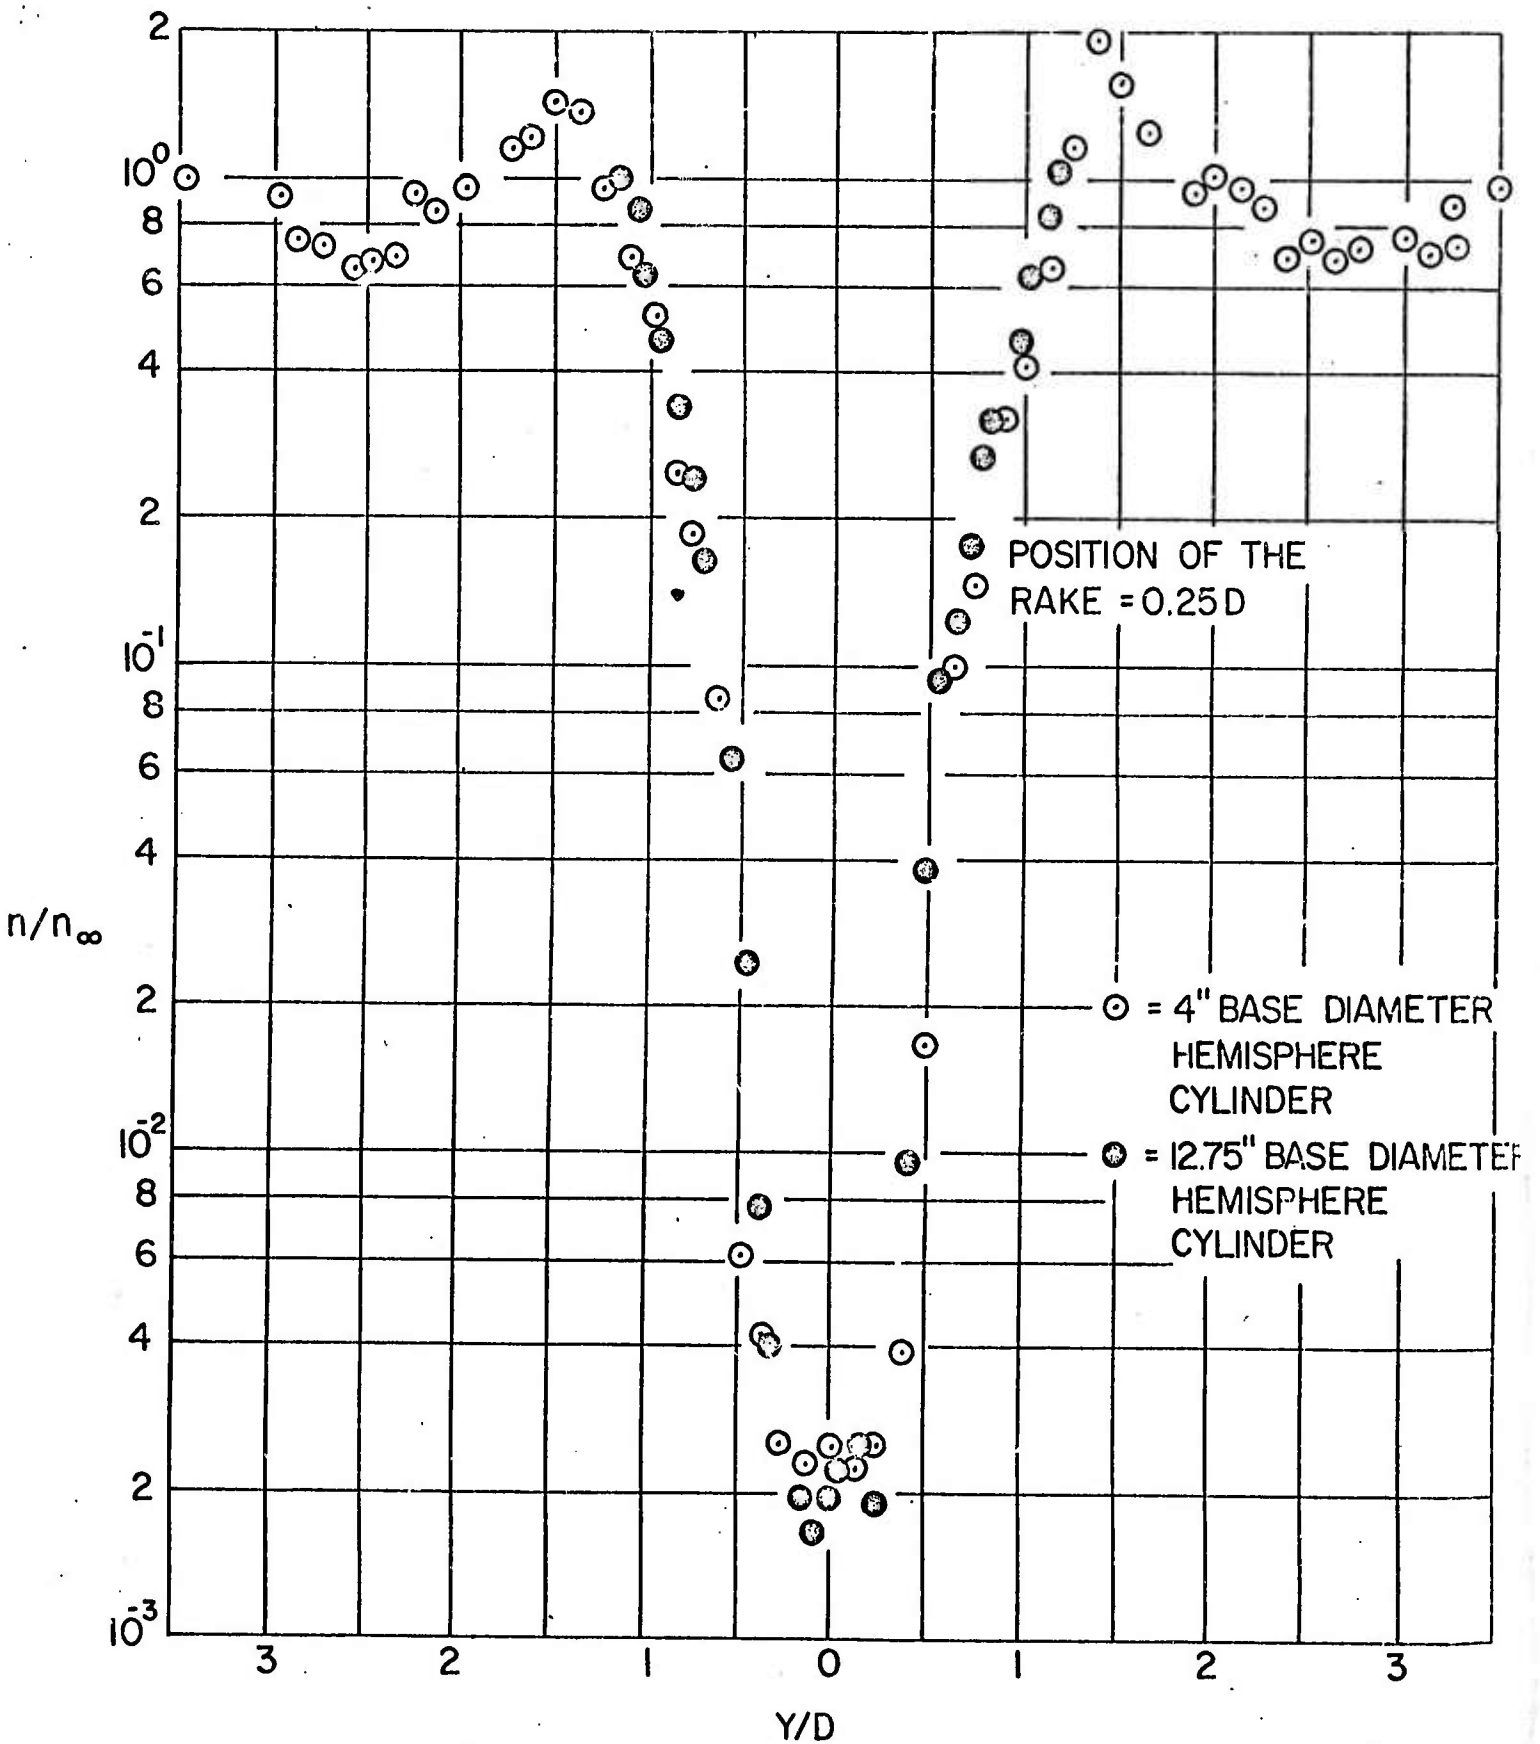 2
10⁰
8
6
4
2
POSITION OF THE
RAKE = 0.25 D
10⁻¹
8
6
4
n/n∞
2
⊙ = 4" BASE DIAMETER
HEMISPHERE
CYLINDER
10⁻²
= 12.75" BASE DIAMETER
8
HEMISPHERE
CYLINDER
6
4
2
10⁻³
3 2 1 0 1 2 3
Y/D